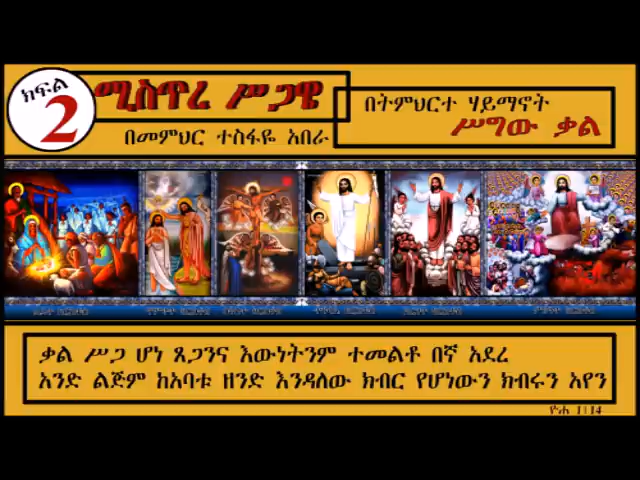 ክፍል
2
ሚስጥረ ሥጋዌ
በመምህር ተስፋዬ አበራ
በትምህርተ ሃይማኖት
ሥግው ቃል
ቃል ሥጋ ሆነ ጸጋንና እውነትንም ተመልቶ በኛ አደረ
አንድ ልጅም ከአባቱ ዘንድ እንዳለው ክብር የሆነውን ክብሩን አየን
ዮሐ 1፡14